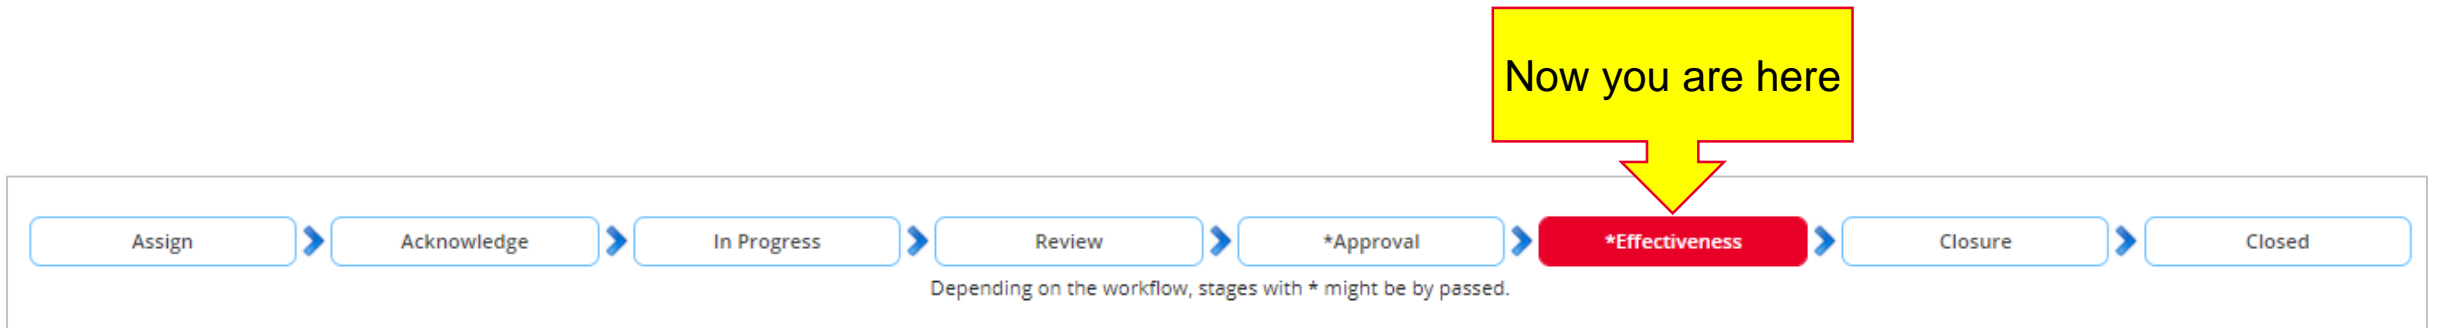 Now you are here
Assign
Acknowledge
In Progress
Review
*Approval
*Effectiveness
Closure
Closed
Depending on the workflow, stages with * might be by passed.